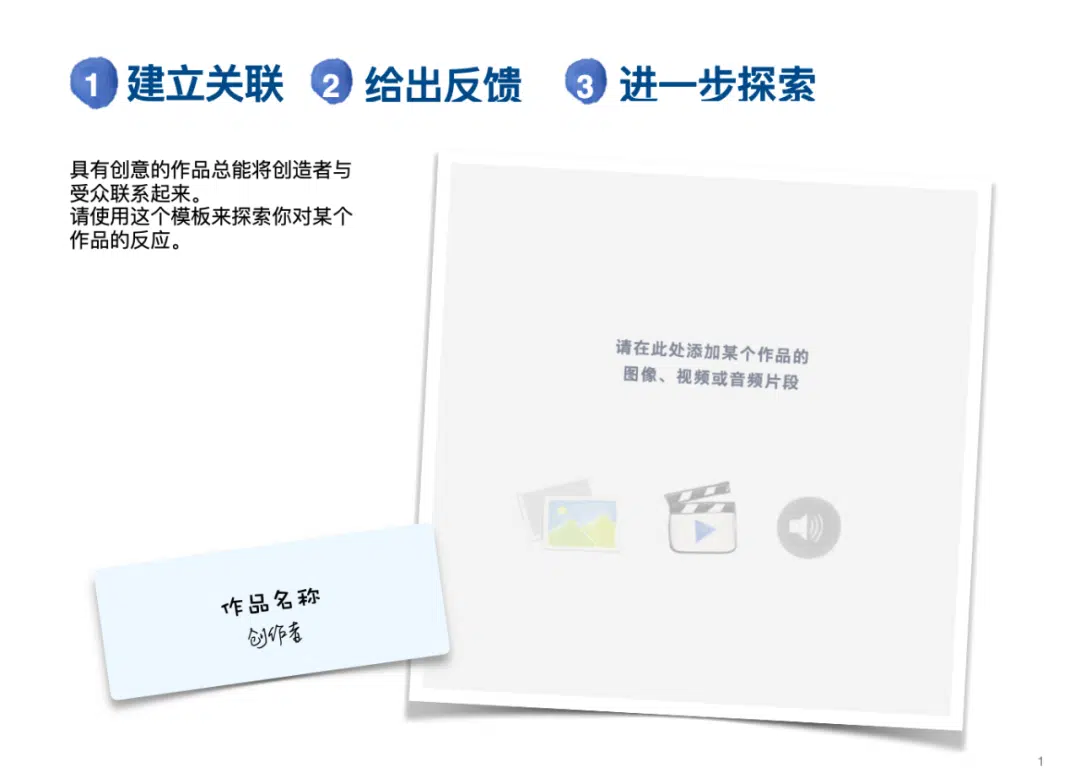 1 建立关联 2 给出反馈 3 进一步探索
具有创意的作品总能将创造者与
受众联系起来。
请使用这个模板来探索你对某个
作品的反应。
请在此处添加某个作品的
图像、视频或音频片段
作品名称
创作者
1